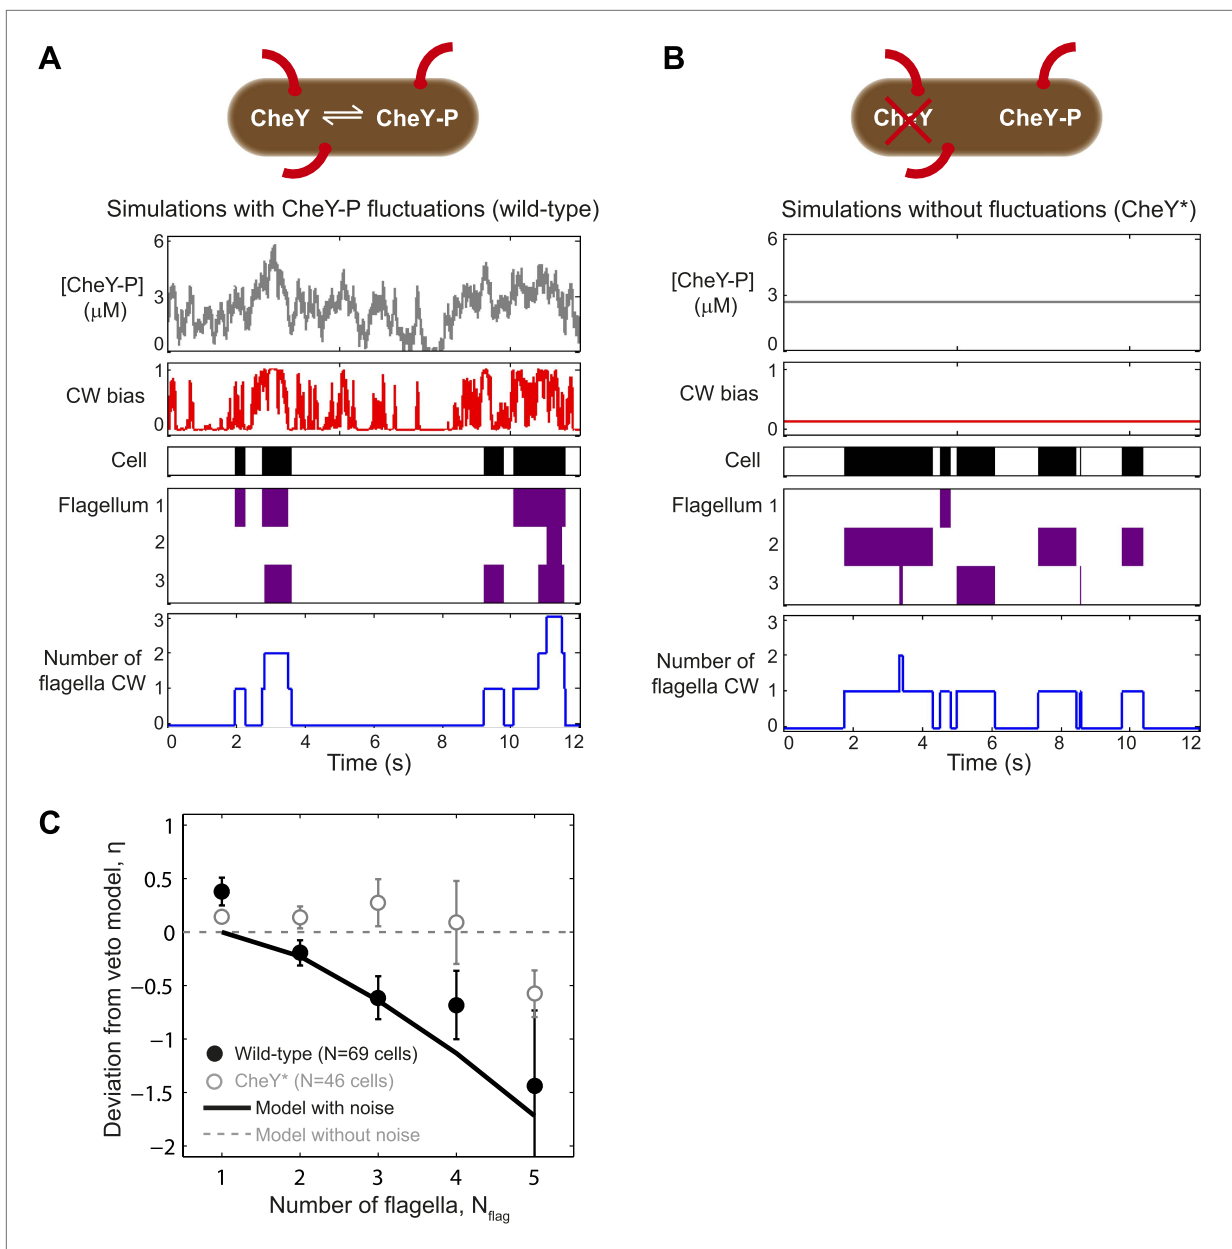 A
CheY CheY-P
Simulations with CheY-P fluctuations (wild-type)
[CheY-P]
(μM)
6
3
0
CW bias
1
0
Cell
Flagellum 1
2
3
Number of
flagella CW
3
2
1
0
0 2 4 6 8 10 12
Time (s)
B
CheY CheY-P
Simulations without fluctuations (CheY*)
[CheY-P]
(μM)
6
3
0
CW bias
1
0
Cell
Flagellum 1
2
3
Number of
flagella CW
3
2
1
0
0 2 4 6 8 10 12
Time (s)
C
Deviation from veto model, η
1
0.5
0
−0.5
−1
−1.5
−2
Wild-type (N=69 cells)
CheY* (N=46 cells)
Model with noise
Model without noise
1 2 3 4 5
Number of flagella, Nflag